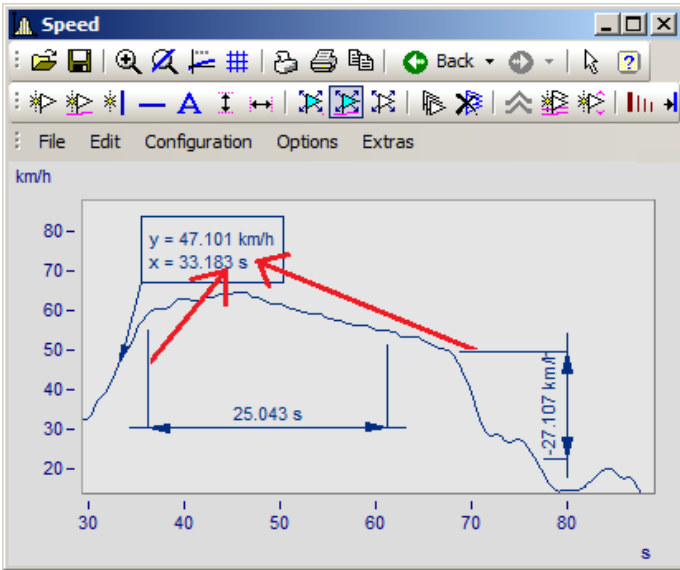 Speed
Back
File Edit Configuration Options Extras
km/h
y = 47.101 km/h
x = 33.183 s
80
70
60
50
40
30
20
25.043 s
-27.107 km/h
30 40 50 60 70 80
s